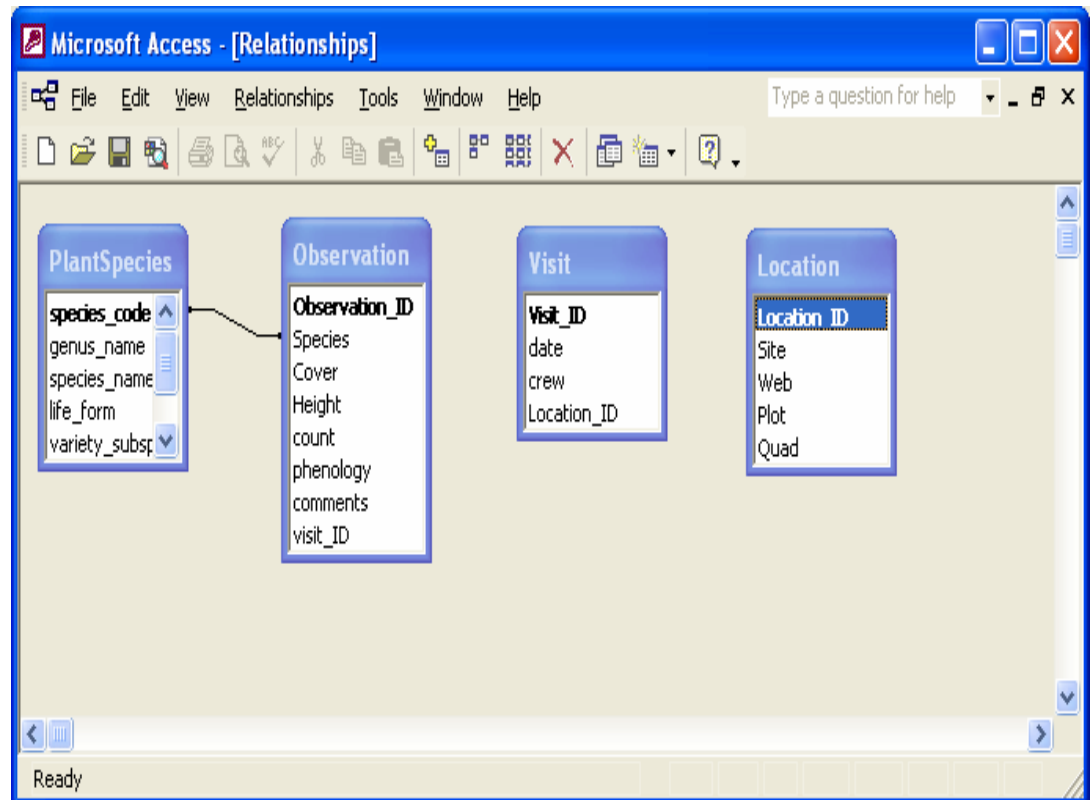 Microsoft Access - [Relationships]
File Edit View Relationships Tools Window Help Type a question for help
ABC
PlantSpecies
species_code
genus_name
species_name
life_form
variety_subsp
Observation
Observation_ID
Species
Cover
Height
count
phenology
comments
visit_ID
Visit
Visit_ID
date
crew
Location_ID
Location
Location_ID
Site
Web
Plot
Quad
Ready